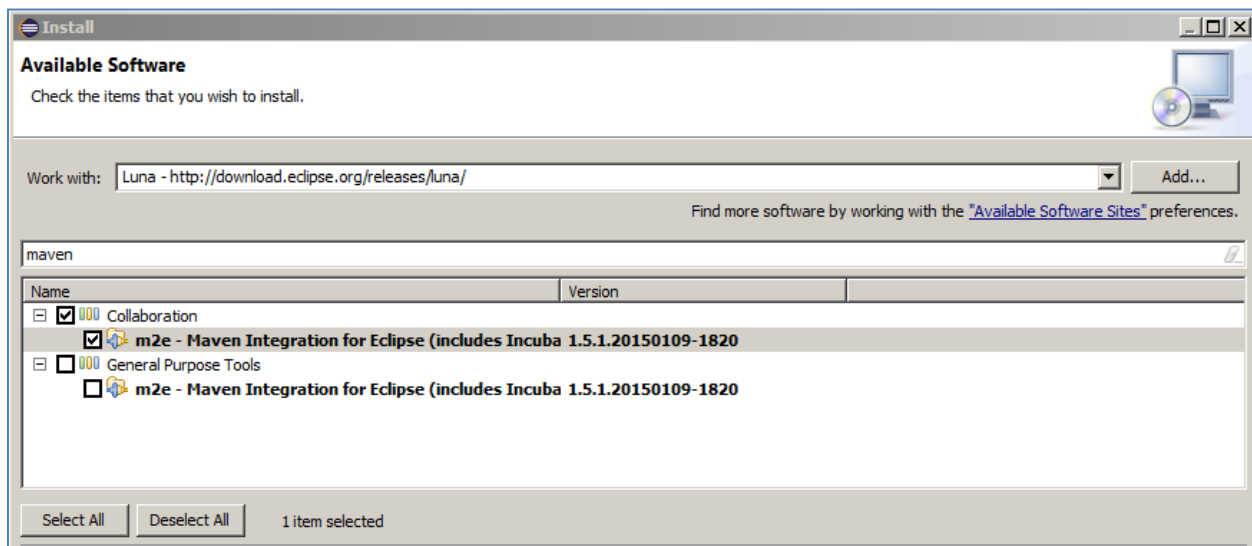 Install
Available Software
Check the items that you wish to install.
Work with: Luna - http://download.eclipse.org/releases/luna/ Add...
Find more software by working with the "Available Software Sites" preferences.
maven
Name Version
Collaboration
m2e - Maven Integration for Eclipse (includes Incuba 1.5.1.20150109-1820
General Purpose Tools
m2e - Maven Integration for Eclipse (includes Incuba 1.5.1.20150109-1820
Select All Deselect All 1 item selected